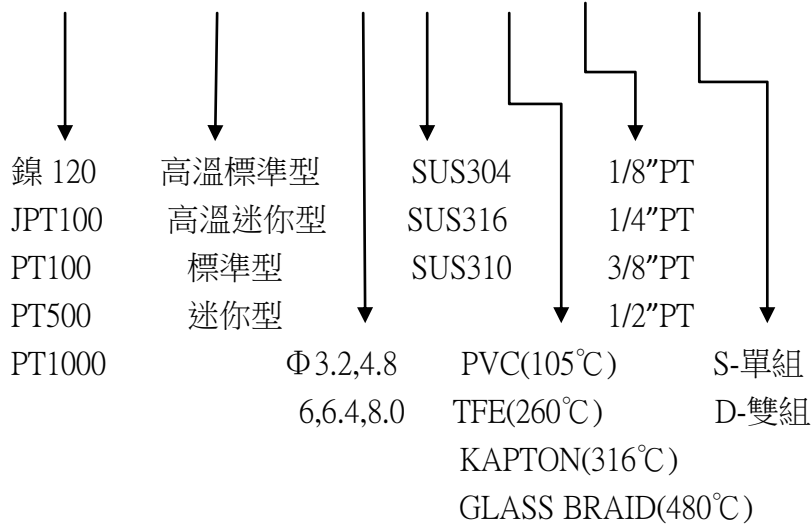 鎳 120 高溫標準型 SUS304 1/8”PT
JPT100 高溫迷你型 SUS316 1/4”PT
PT100 標準型 SUS310 3/8”PT
PT500 迷你型 1/2”PT
PT1000 Φ3.2,4.8 PVC(105℃) S-單組
6,6.4,8.0 TFE(260℃) D-雙組
KAPTON(316℃)
GLASS BRAID(480℃)